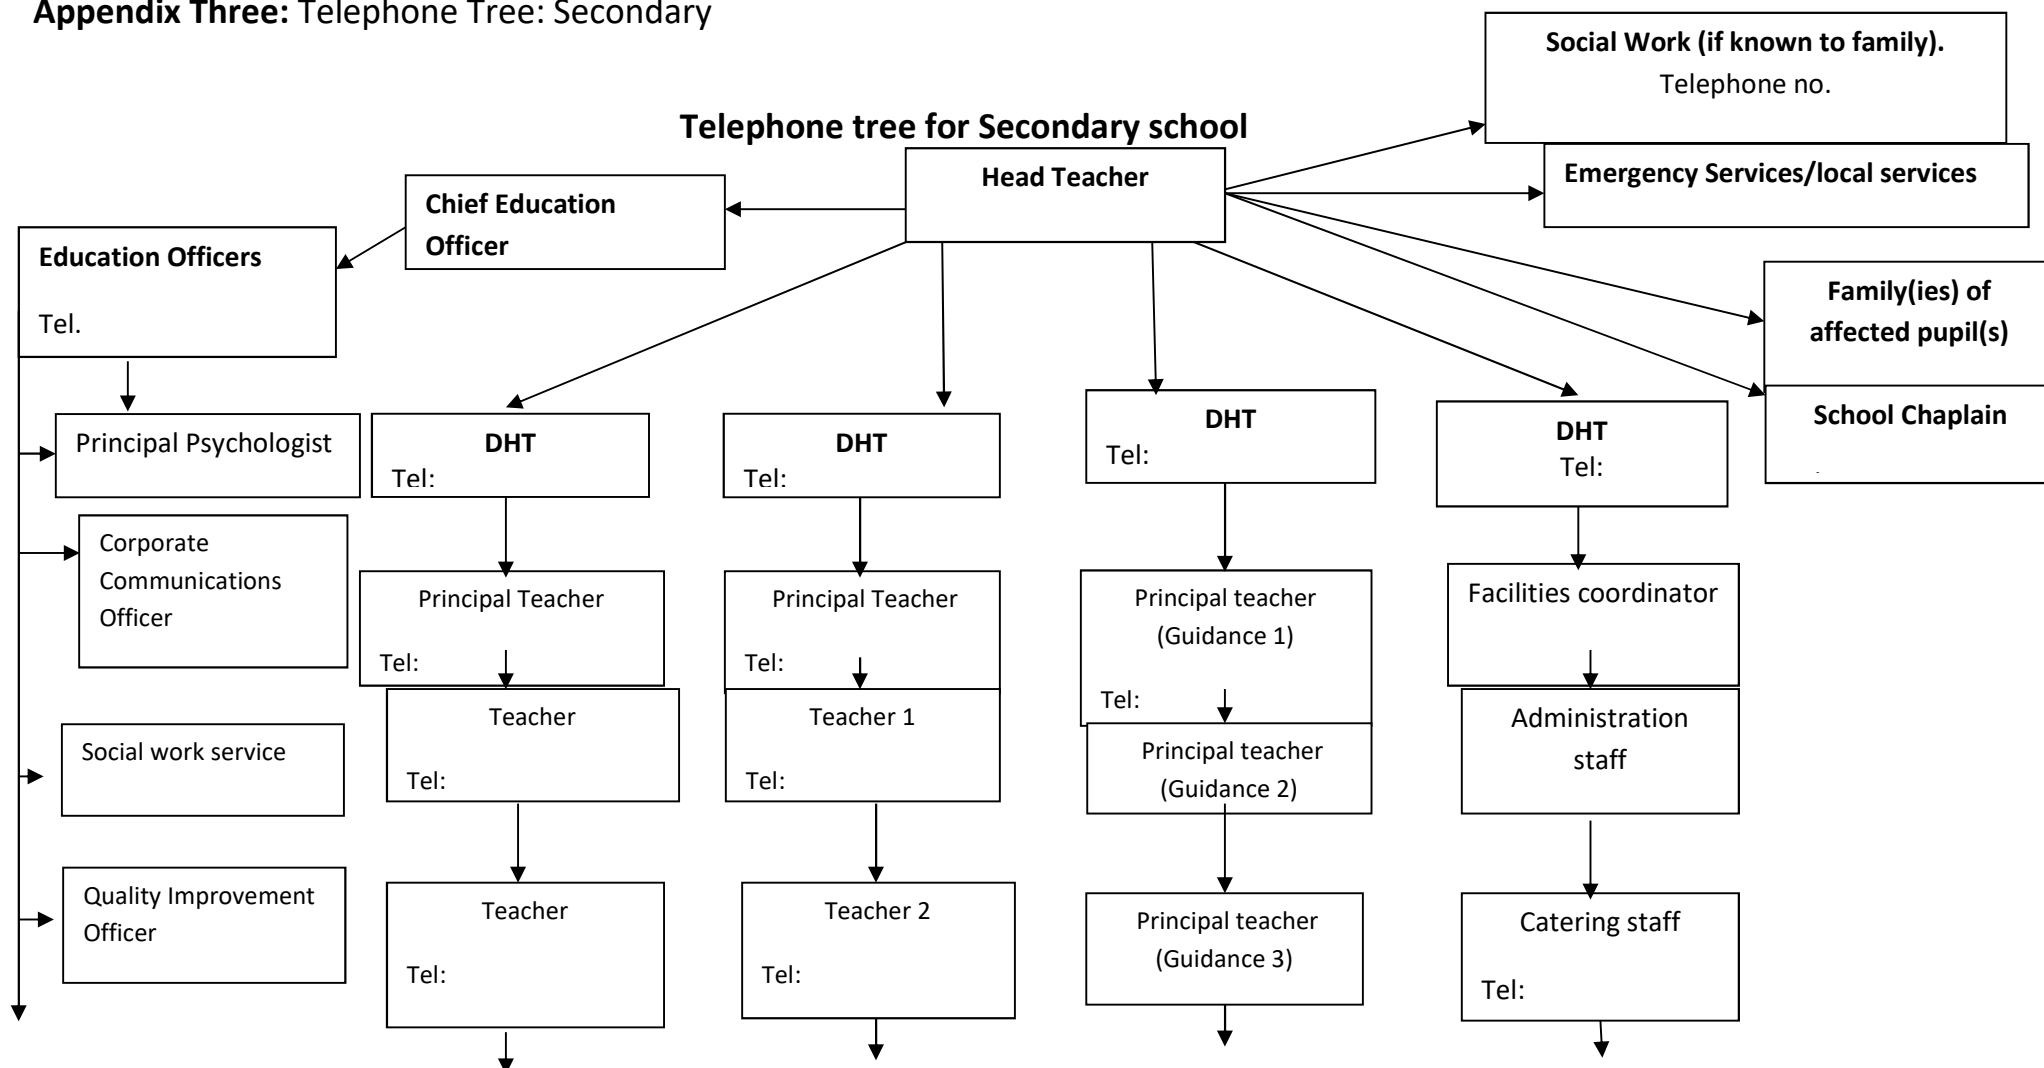 Appendix Three: Telephone Tree: Secondary
Social Work (if known to family).
Telephone no.
Telephone tree for Secondary school
Head Teacher
Emergency Services/local services
Chief Education
Officer
Education Officers
Tel.
Family(ies) of
affected pupil(s)
School Chaplain
.
Principal Psychologist
DHT
Tel:
DHT
Tel:
DHT
Tel:
DHT
Tel:
Corporate
Communications
Officer
Principal Teacher
Tel:
Principal Teacher
Tel:
Principal teacher
(Guidance 1)
Tel:
Facilities coordinator
Social work service
Teacher
Tel:
Teacher 1
Tel:
Principal teacher
(Guidance 2)
Administration
staff
Quality Improvement
Officer
Teacher
Tel:
Teacher 2
Tel:
Principal teacher
(Guidance 3)
Catering staff
Tel: